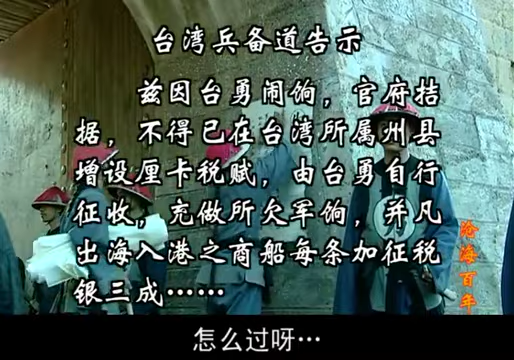 台湾兵备道告示
兹因台勇闹饷，官府拮
据，不得已在台湾所属州县
增设厘卡税赋，由台勇自行
征收，充做所欠军饷，并凡
出海入港之商船每条加征税
银三成……
沧海百年
怎么过呀…